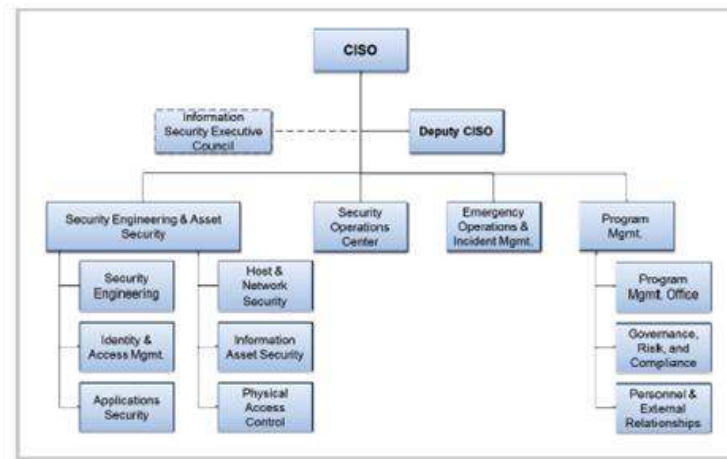 CISO
Information
Security Executive
Council
Deputy CISO
Security Engineering & Asset
Security
Security
Operations
Center
Emergency Operations &
Incident Mgmt.
Program
Mgmt.
Security
Engineering
Host &
Network
Security
Program
Mgmt. Office
Identity &
Access Mgmt.
Information
Asset Security
Governance,
Risk, and
Compliance
Applications
Security
Physical
Access
Control
Personnel &
External
Relationships